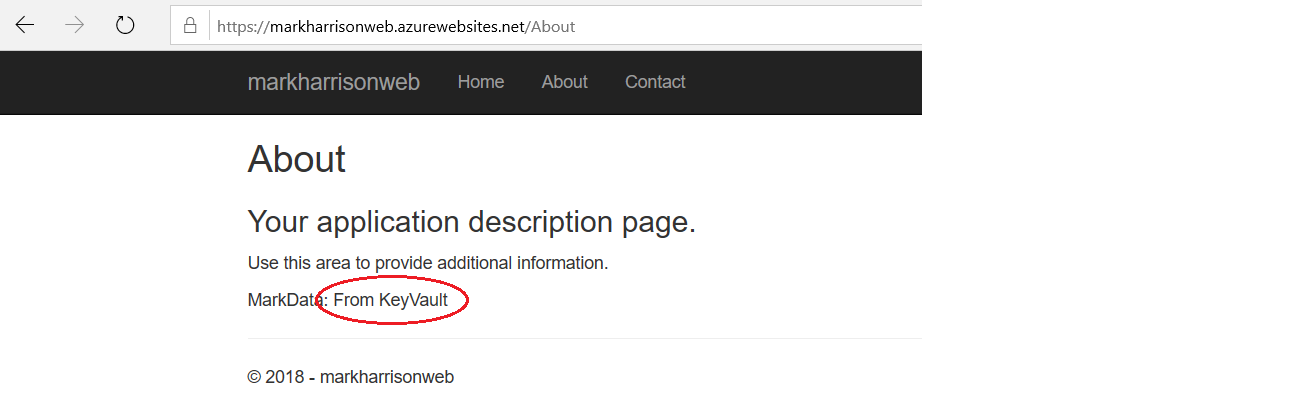 https://markharrisonweb.azurewebsites.net/About
markharrisonweb Home About Contact
About
Your application description page.
Use this area to provide additional information.
MarkData: From KeyVault
© 2018 - markharrisonweb